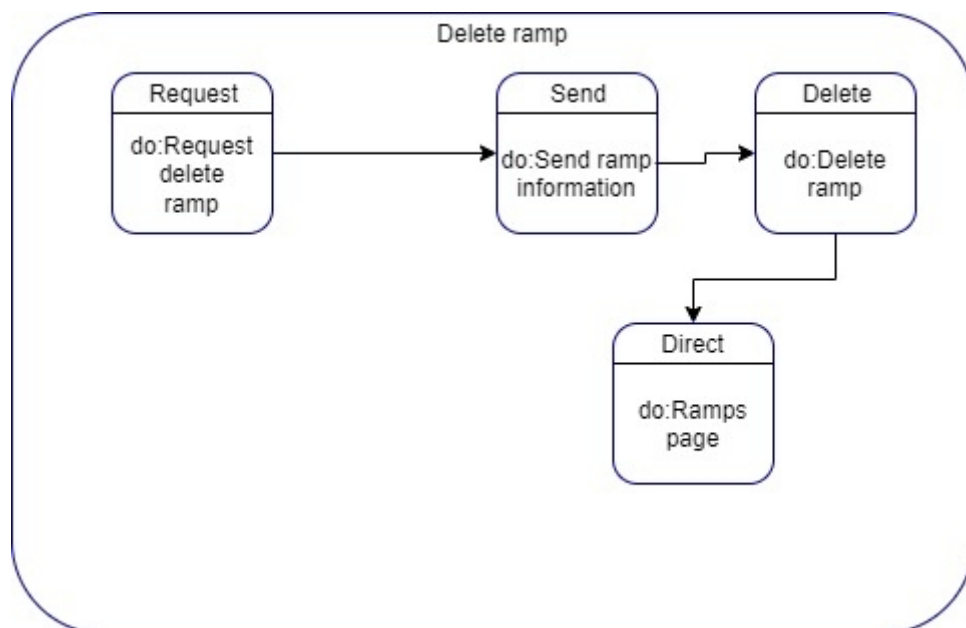 Delete ramp
Request
do:Request
delete
ramp
Send
do:Send ramp
information
Delete
do:Delete
ramp
Direct
do:Ramps
page